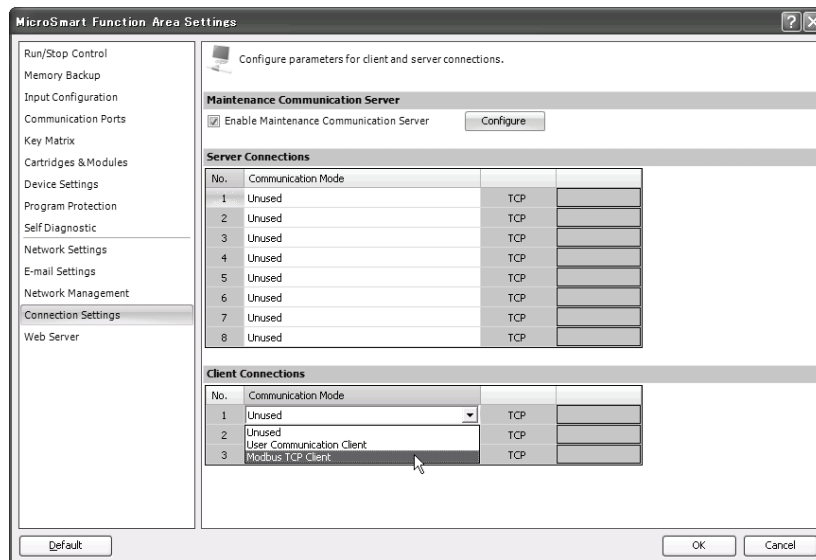 MicroSmart Function Area Settings
Run/Stop Control
Memory Backup
Input Configuration
Communication Ports
Key Matrix
Cartridges & Modules
Device Settings
Program Protection
Self Diagnostic
Network Settings
E-mail Settings
Network Management
Connection Settings
Web Server
Configure parameters for client and server connections.
Maintenance Communication Server
Enable Maintenance Communication Server Configure
Server Connections
No. Communication Mode
1 Unused TCP
2 Unused TCP
3 Unused TCP
4 Unused TCP
5 Unused TCP
6 Unused TCP
7 Unused TCP
8 Unused TCP
Client Connections
No. Communication Mode
1 Unused TCP
2 Unused TCP
User Communication Client
3 Modbus TCP Client TCP
Default OK Cancel